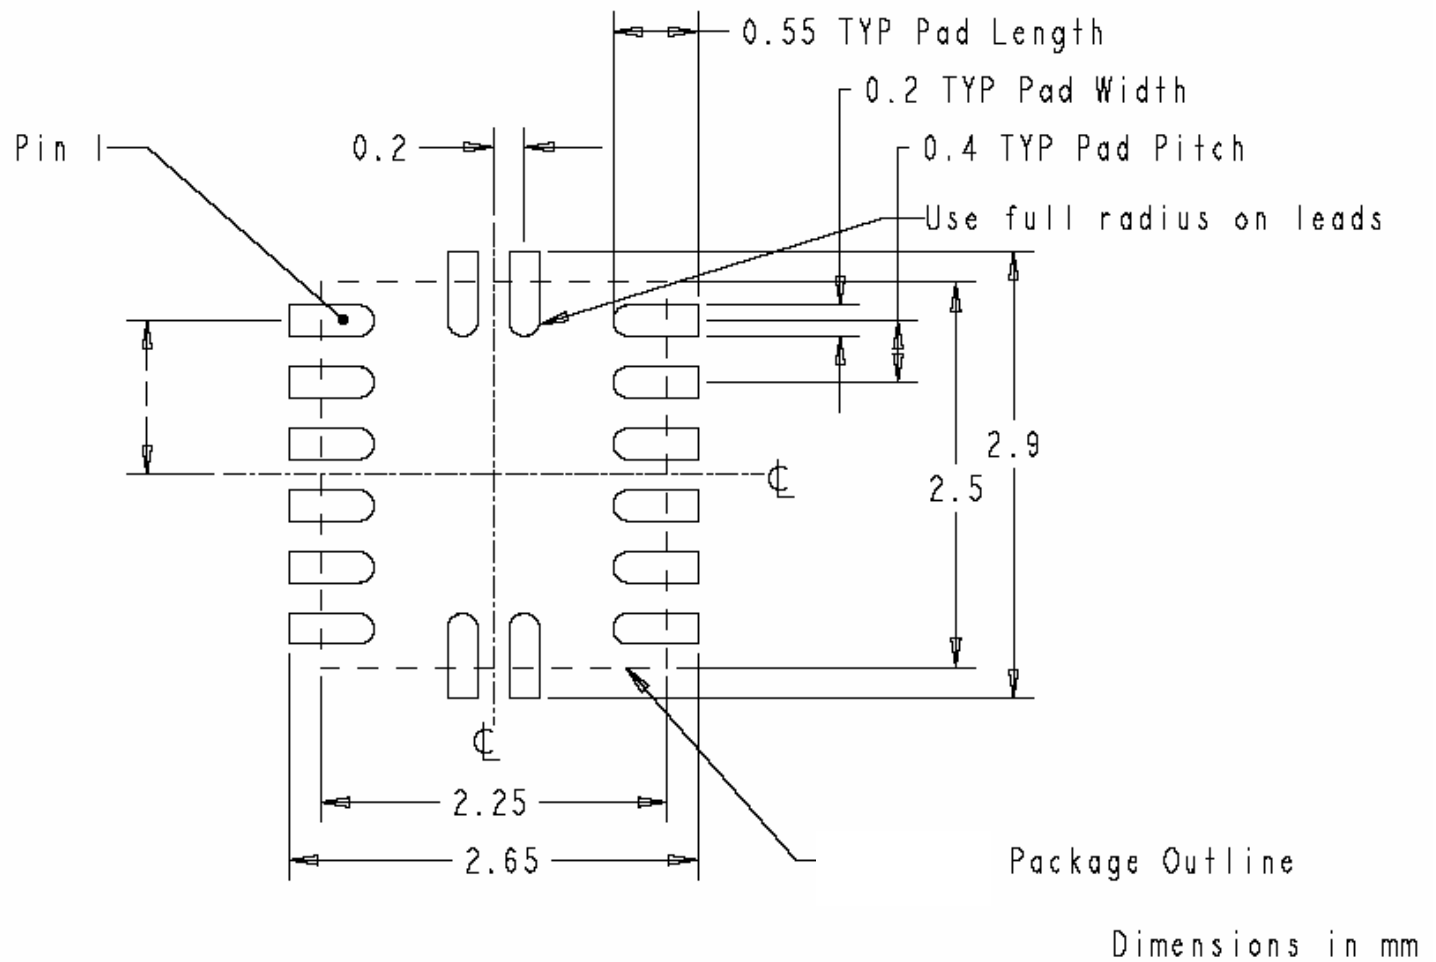 0.55 TYP Pad Length
0.2 TYP Pad Width
Pin 1
0.2
0.4 TYP Pad Pitch
Use full radius on leads
2.9
2.5
℄
℄
2.25
2.65
Package Outline
Dimensions in mm